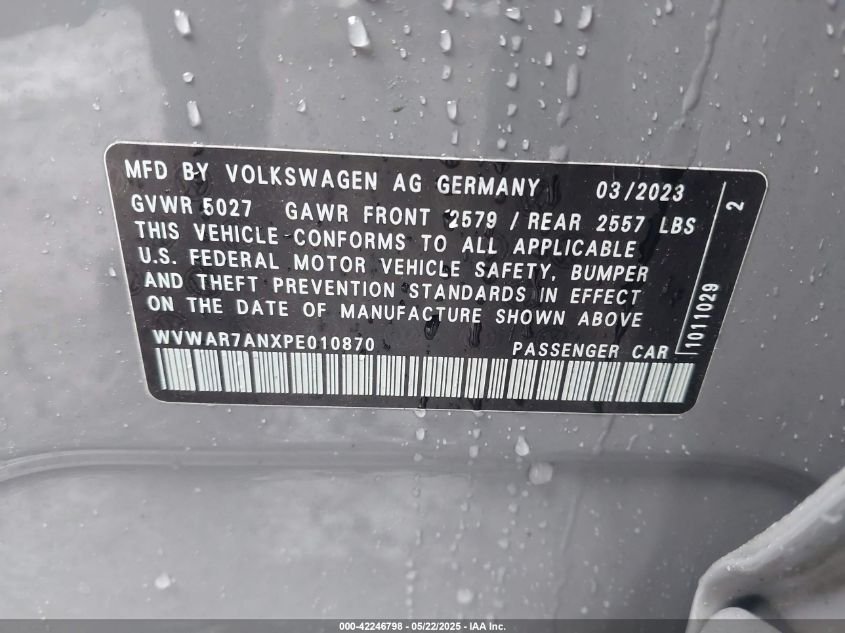 MFD BY VOLKSWAGEN AG GERMANY 03/2023
GVWR 5027 GAWR FRONT 2579 / REAR 2557 LBS
THIS VEHICLE CONFORMS TO ALL APPLICABLE
U.S. FEDERAL MOTOR VEHICLE SAFETY, BUMPER
AND THEFT PREVENTION STANDARDS IN EFFECT
ON THE DATE OF MANUFACTURE SHOWN ABOVE
WVWAR7ANXPE010870 PASSENGER CAR
1011029 2
000-42246798 - 05/22/2025 - IAA Inc.